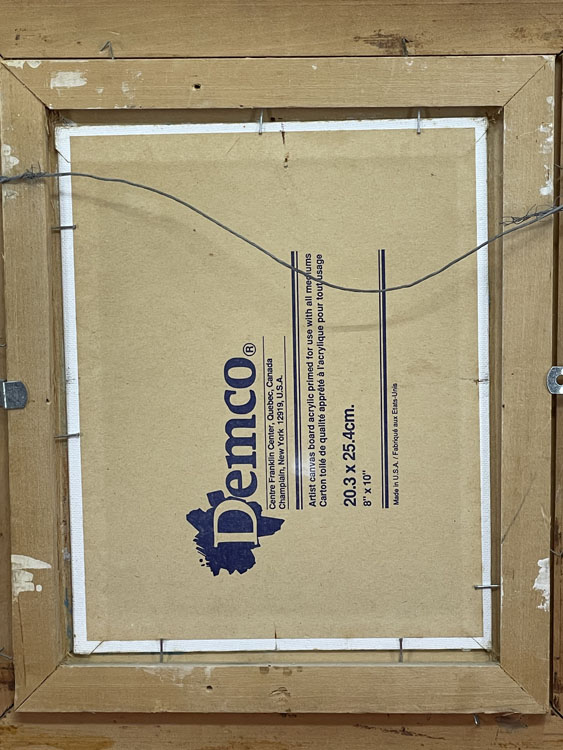 Demco®
Centre Franklin Center, Quebec, Canada
Champlain, New York 12919, U.S.A.
Artist canvas board acrylic primed for use with all mediums
Carton toilé de qualité apprêté à l'acrylique pour tout usage
20.3 x 25.4cm.
8" x 10"
Made in U.S.A. / Fabriqué aux Etats-Unis